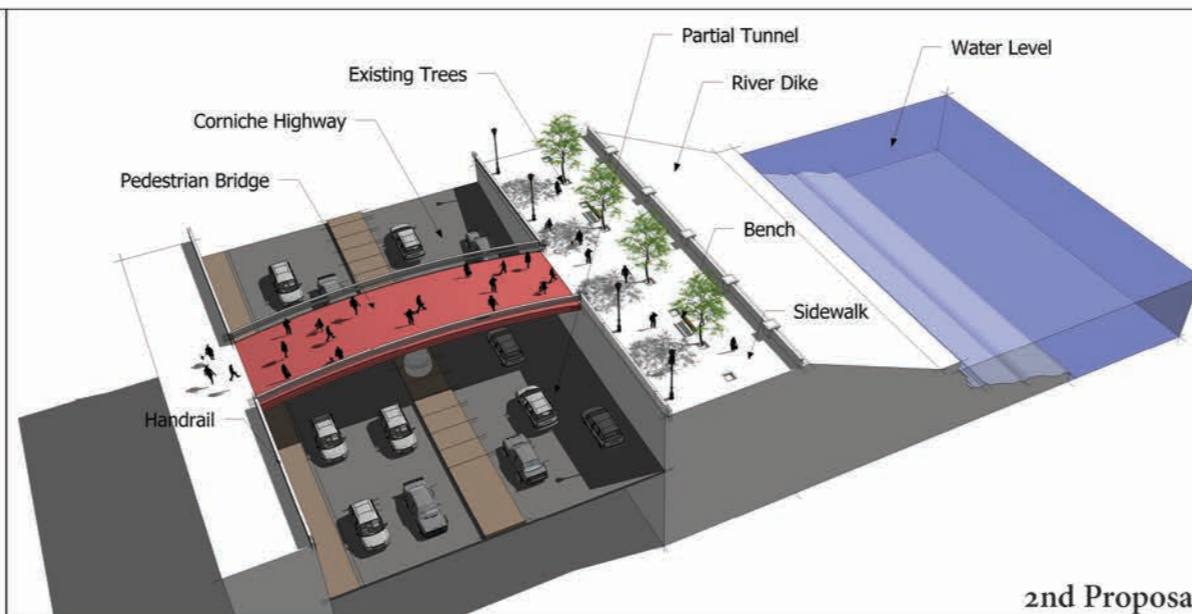 Partial Tunnel
Water Level
Existing Trees
River Dike
Corniche Highway
Pedestrian Bridge
Bench
Sidewalk
Handrail
2nd Proposa